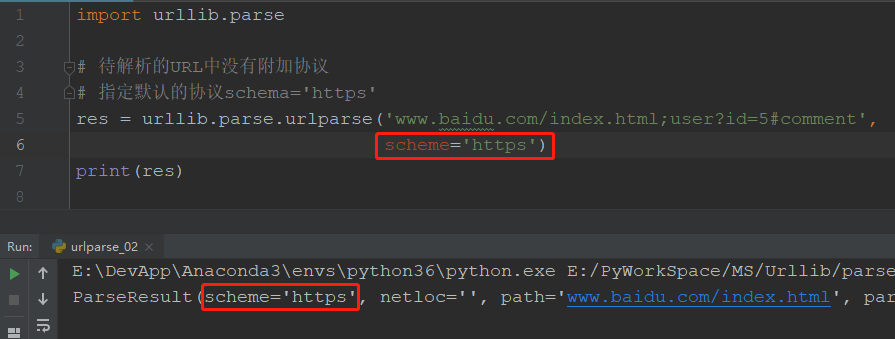 1 import urllib.parse
2
3 # 待解析的URL中没有附加协议
4 # 指定默认的协议schema='https'
5 res = urllib.parse.urlparse('www.baidu.com/index.html;user?id=5#comment',
6 scheme='https')
7 print(res)
8
Run: urlparse_02 ×
E:\DevApp\Anaconda3\envs\python36\python.exe E:/PyWorkSpace/MS/Urllib/parse
ParseResult(scheme='https', netloc='', path='www.baidu.com/index.html', par